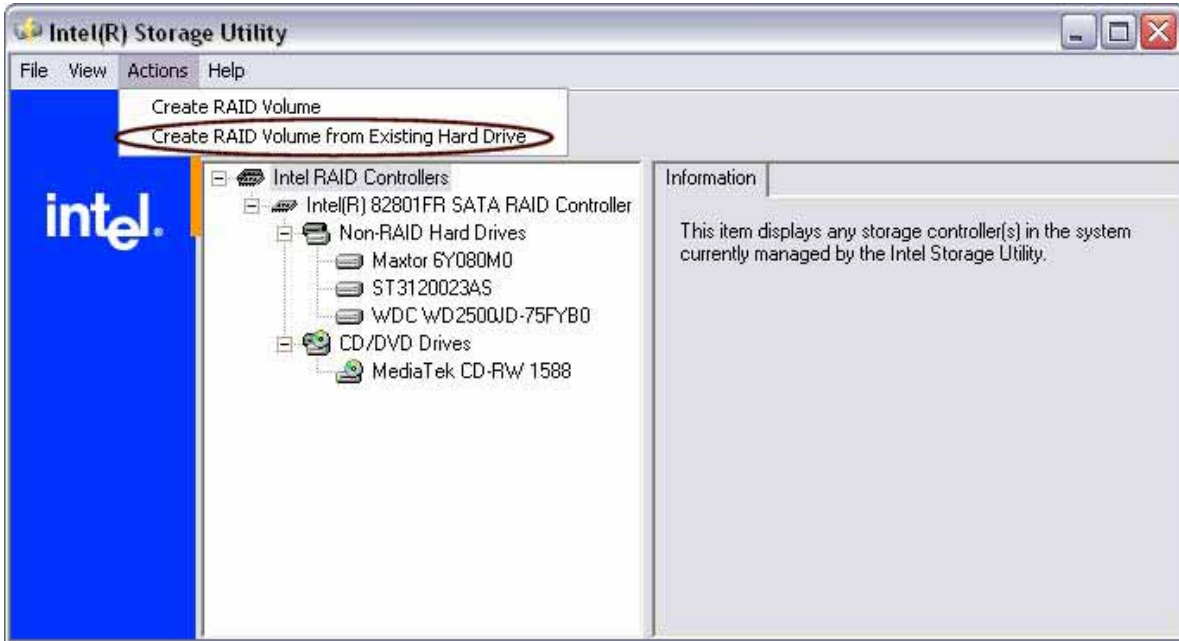 Intel(R) Storage Utility
File View Actions Help
Create RAID Volume
Create RAID Volume from Existing Hard Drive
intel.
Intel RAID Controllers
Intel(R) 82801FR SATA RAID Controller
Non-RAID Hard Drives
Maxtor 6Y080M0
ST3120023AS
WDC WD2500JD-75FYB0
CD/DVD Drives
MediaTek CD-RW 1588
Information
This item displays any storage controller(s) in the system
currently managed by the Intel Storage Utility.